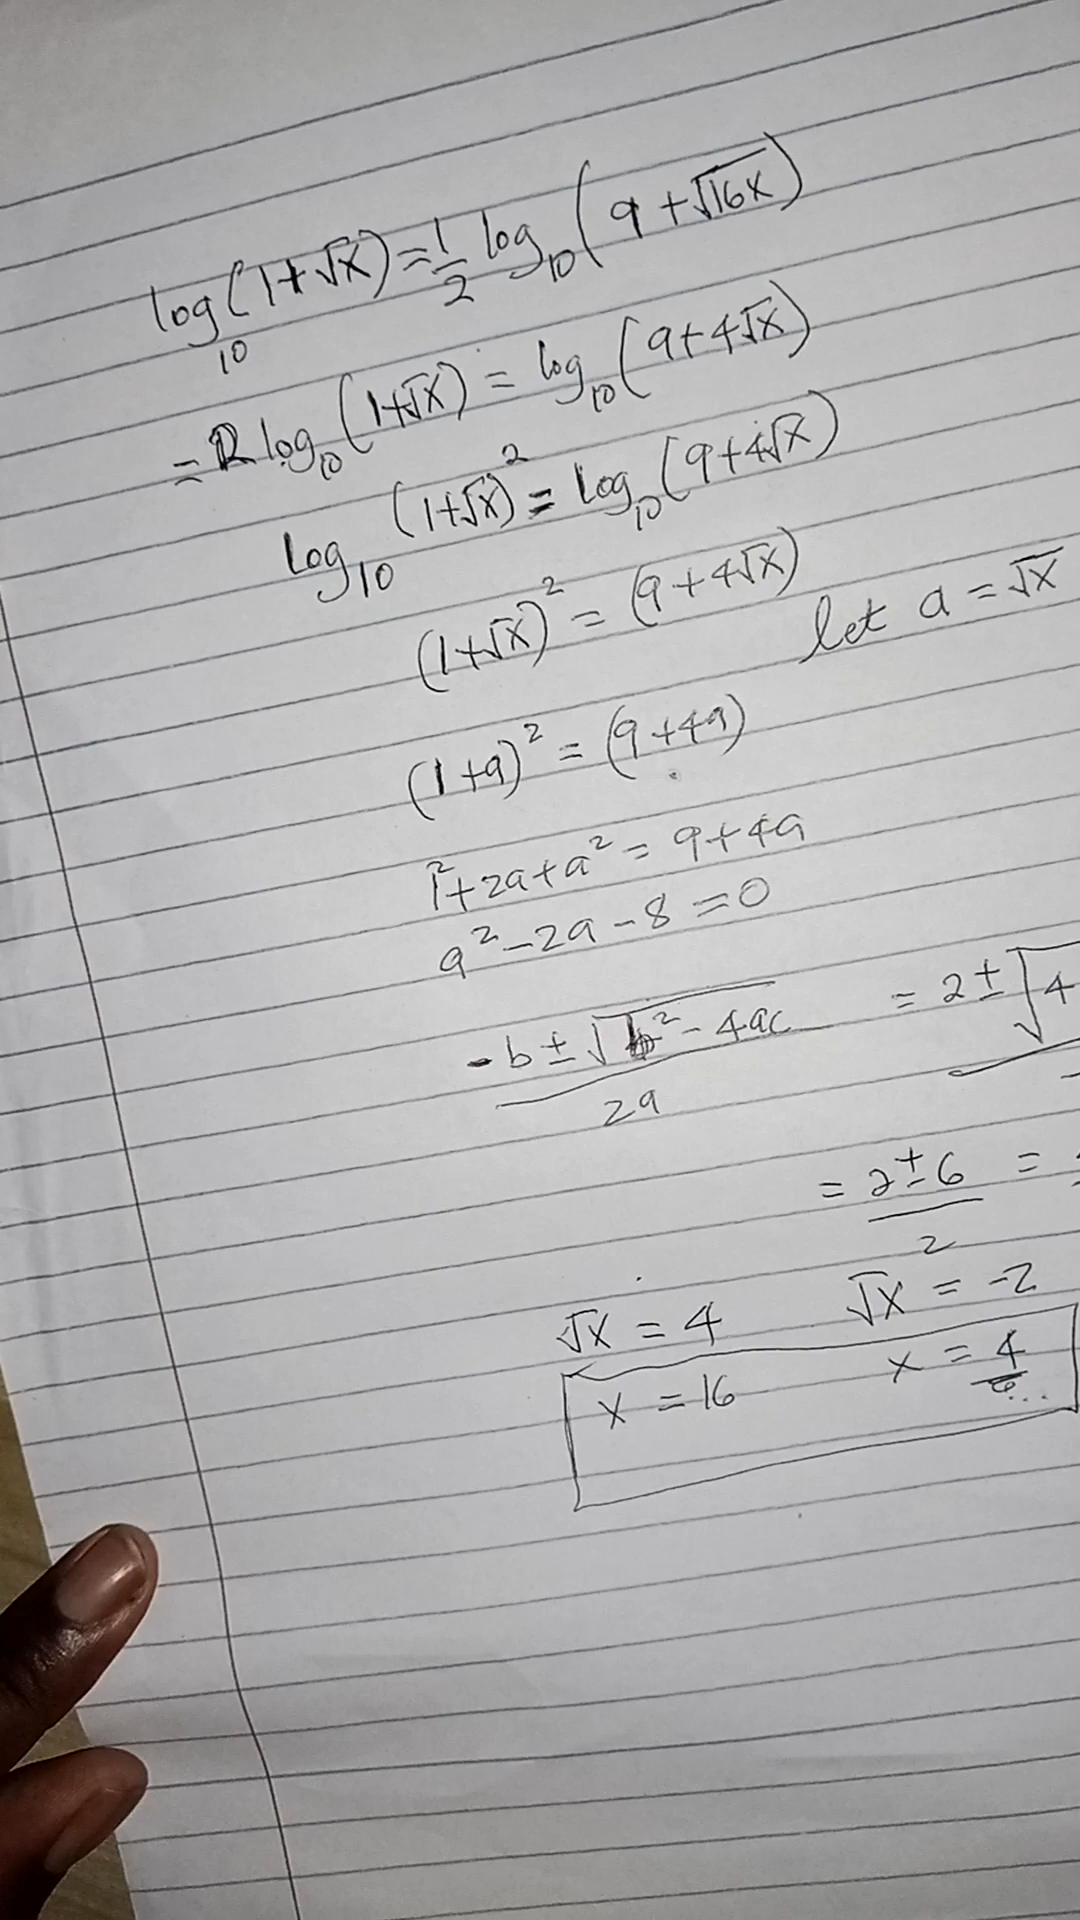 log₁₀(1+√x) = 1/2 log₁₀(9+√16x)
= 2 log₁₀(1+√x) = log₁₀(9+4√x)
log₁₀(1+√x)² = log₁₀(9+4√x)
(1+√x)² = (9+4√x)
let a = √x
(1+a)² = (9+4a)
1²+2a+a² = 9+4a
a²-2a-8=0
(-b ± √(b²-4ac))/2a = 2 ± √4
= (2±6)/2 =
√x = 4 √x = -2
x = 16 x = 4